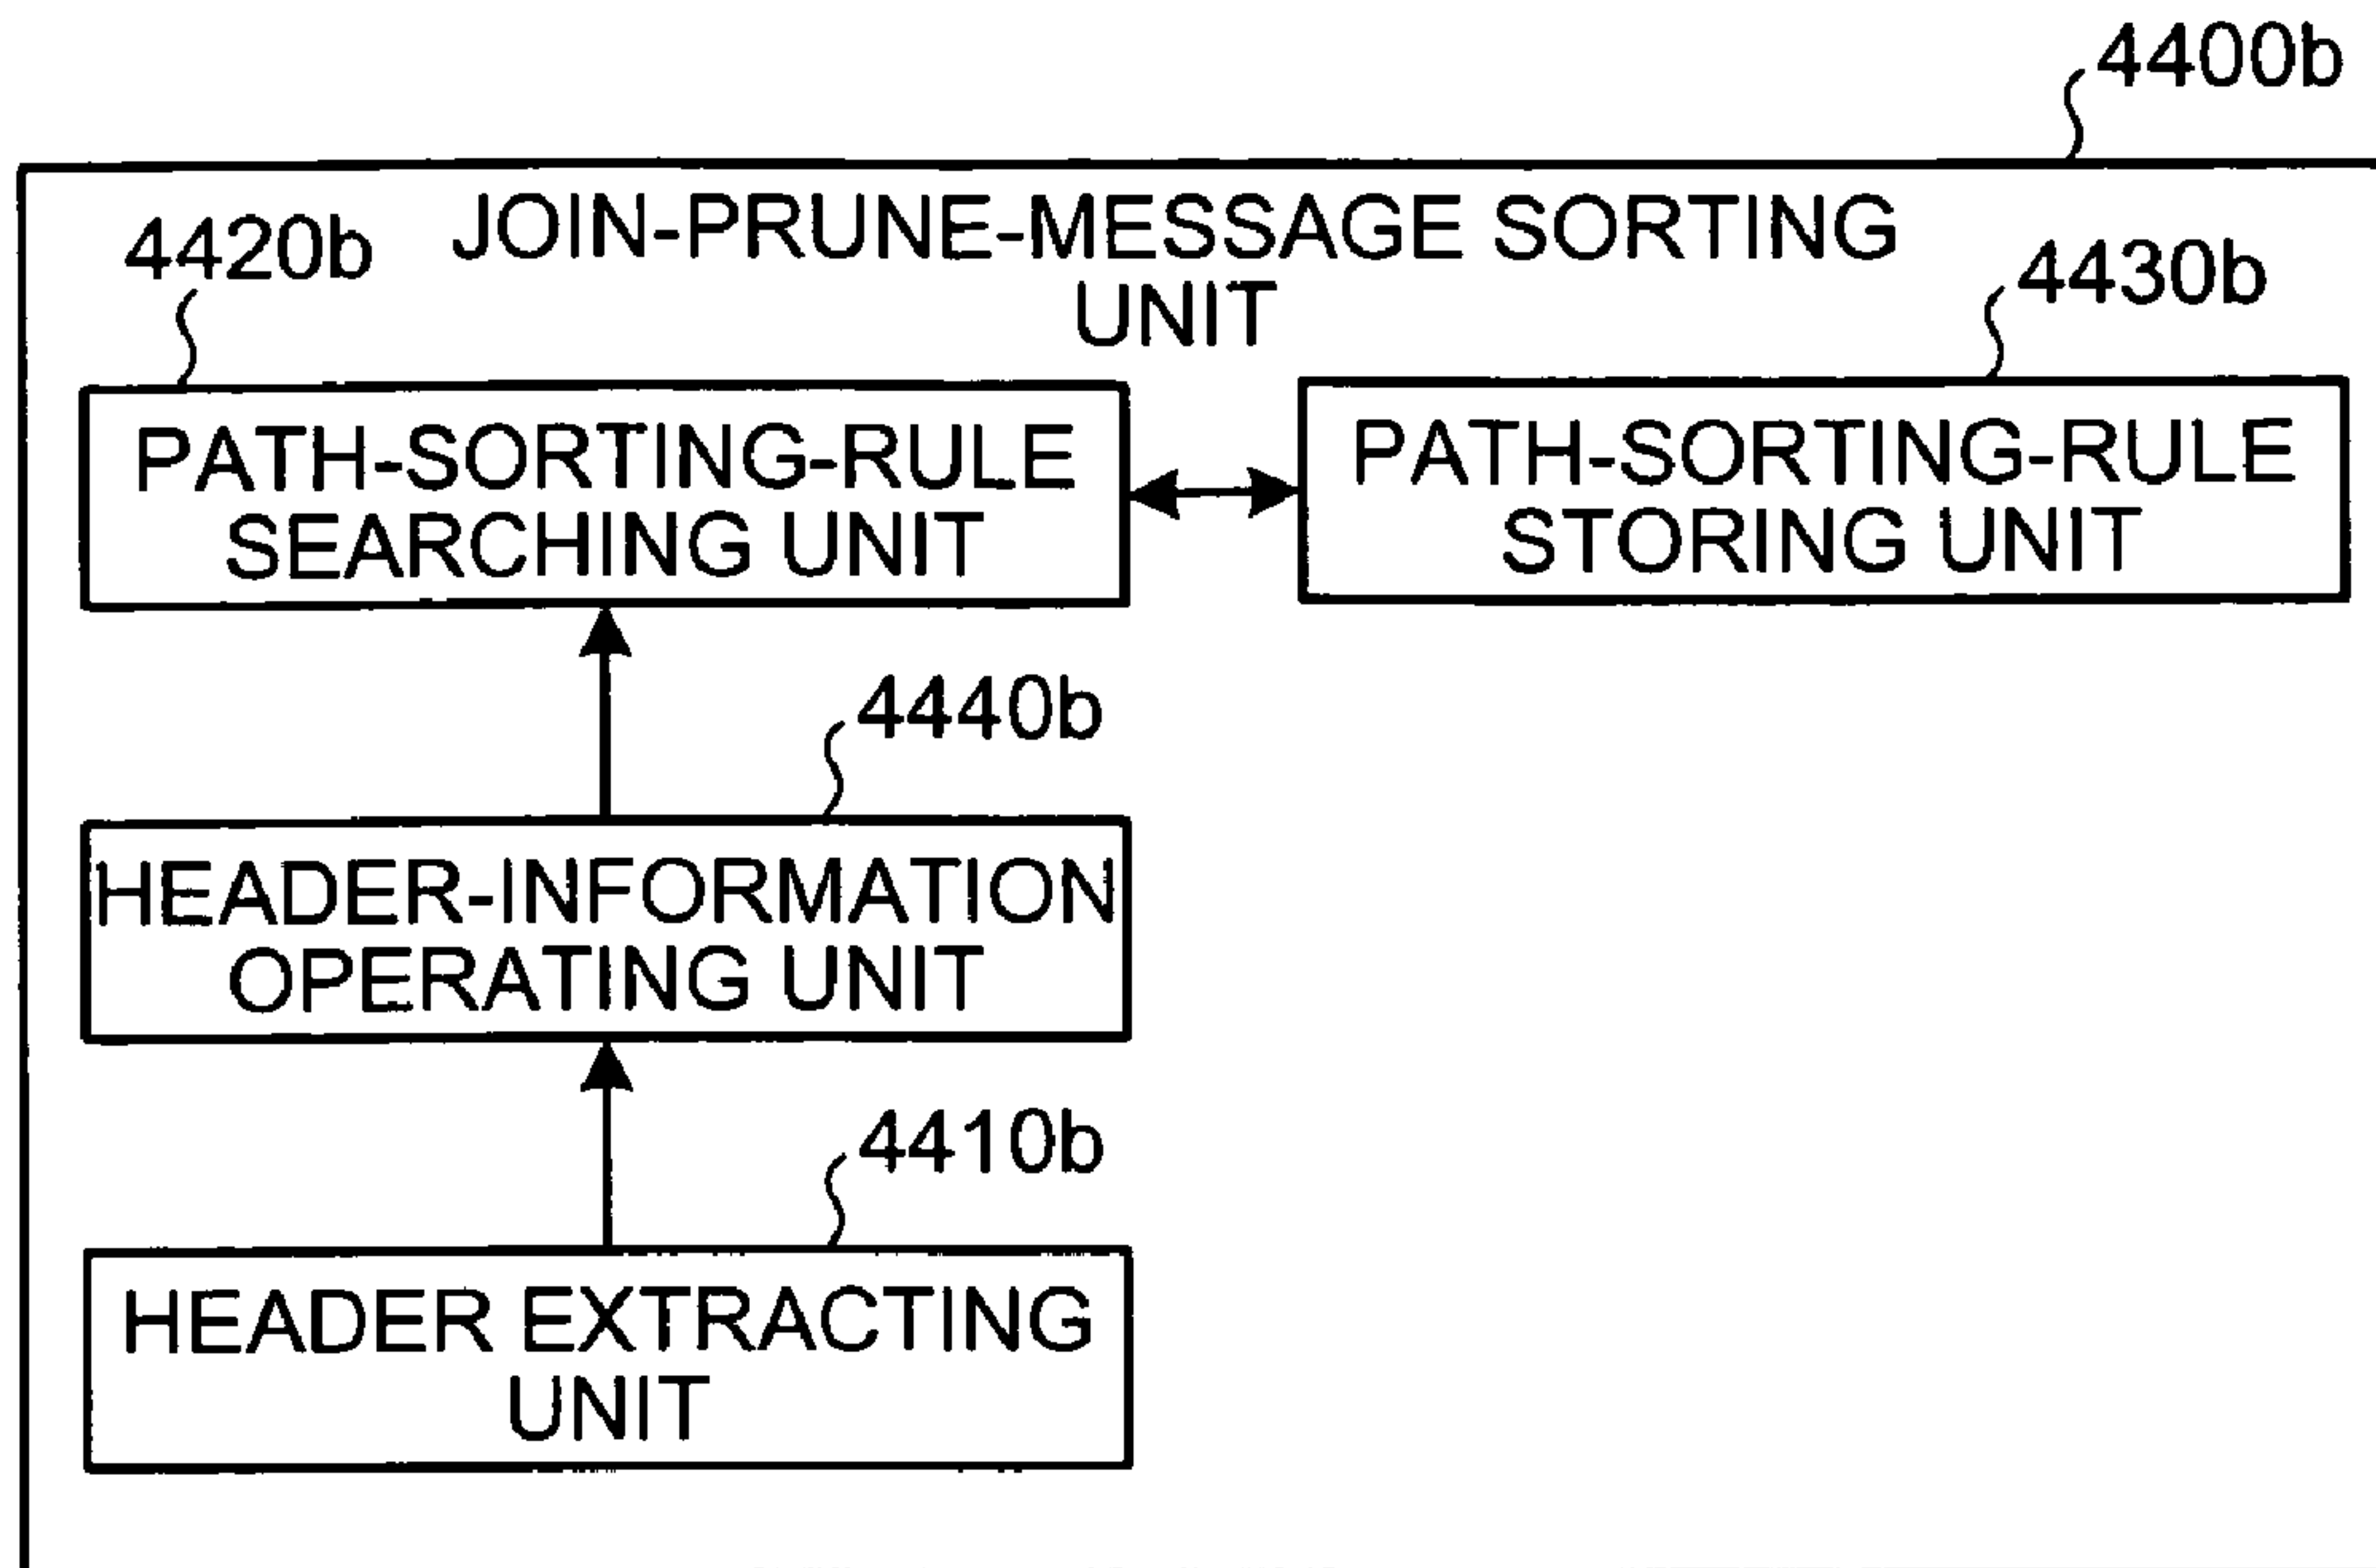 4400b
JOIN-PRUNE-MESSAGE SORTING
UNIT
4420b
4430b
PATH-SORTING-RULE
SEARCHING UNIT
PATH-SORTING-RULE
STORING UNIT
4440b
HEADER-INFORMATION
OPERATING UNIT
4410b
HEADER EXTRACTING
UNIT